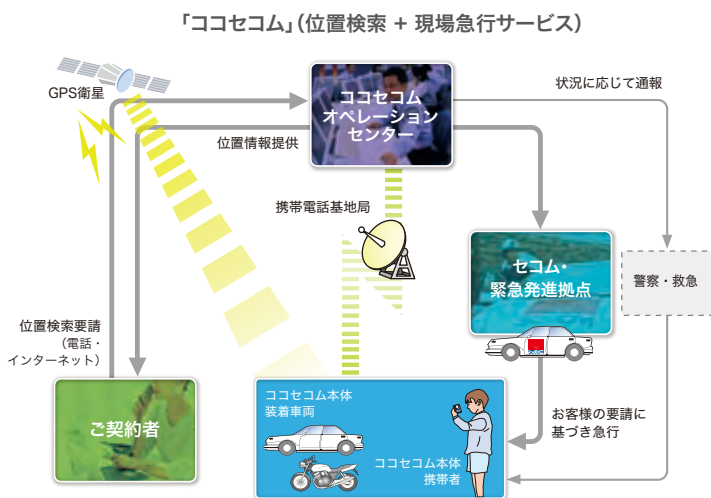 「ココセコム」（位置検索 + 現場急行サービス）
GPS衛星
ココセコム
オペレーション
センター
状況に応じて通報
位置情報提供
携帯電話基地局
セコム・
緊急発進拠点
警察・救急
SECOM
位置検索要請
（電話・
インターネット）
ご契約者
ココセコム本体
装着車両
ココセコム本体
携帯者
お客様の要請に
基づき急行